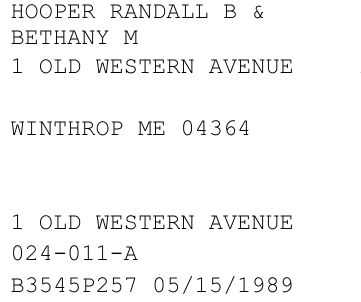 HOOPER RANDALL B &
BETHANY M
1 OLD WESTERN AVENUE
WINTHROP ME 04364
1 OLD WESTERN AVENUE
024-011-A
B3545P257 05/15/1989